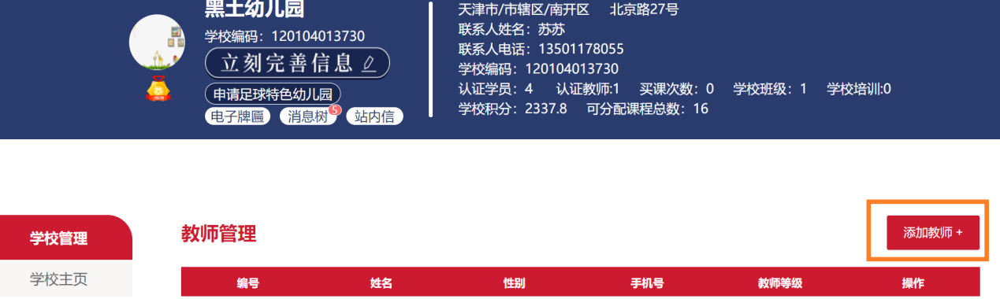 黑土幼儿园
学校编码：120104013730
立刻完善信息
申请足球特色幼儿园
电子牌匾 消息树 5 站内信
天津市/市辖区/南开区 北京路27号
联系人姓名：苏苏
联系人电话：13501178055
学校编码：120104013730
认证学员：4 认证教师:1 买课次数：0 学校班级：1 学校培训:0
学校积分：2337.8 可分配课程总数：16
学校管理
学校主页
教师管理
添加教师 +
编号 姓名 性别 手机号 教师等级 操作